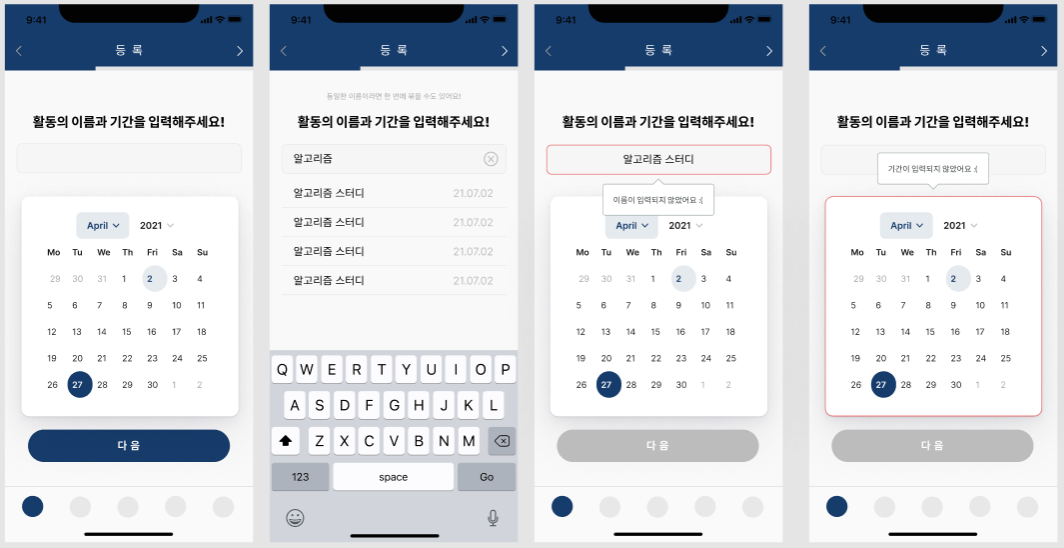 9:41
등 록
활동의 이름과 기간을 입력해주세요!
April 2021
Mo Tu We Th Fri Sa Su
29 30 31 1 2 3 4
5 6 7 8 9 10 11
12 13 14 15 16 17 18
19 20 21 22 23 24 25
26 27 28 29 30 1 2
다 음
9:41
등 록
동일한 이름이라면 한 번에 묶을 수도 있어요!
활동의 이름과 기간을 입력해주세요!
알고리즘
알고리즘 스터디 21.07.02
알고리즘 스터디 21.07.02
알고리즘 스터디 21.07.02
알고리즘 스터디 21.07.02
Q W E R T Y U I O P
A S D F G H J K L
Z X C V B N M
123 space Go
9:41
등 록
활동의 이름과 기간을 입력해주세요!
알고리즘 스터디
이름이 입력되지 않았어요 :(
April 2021
Mo Tu We Th Fri Sa Su
29 30 31 1 2 3 4
5 6 7 8 9 10 11
12 13 14 15 16 17 18
19 20 21 22 23 24 25
26 27 28 29 30 1 2
다 음
9:41
등 록
활동의 이름과 기간을 입력해주세요!
기간이 입력되지 않았어요 :(
April 2021
Mo Tu We Th Fri Sa Su
29 30 31 1 2 3 4
5 6 7 8 9 10 11
12 13 14 15 16 17 18
19 20 21 22 23 24 25
26 27 28 29 30 1 2
다 음